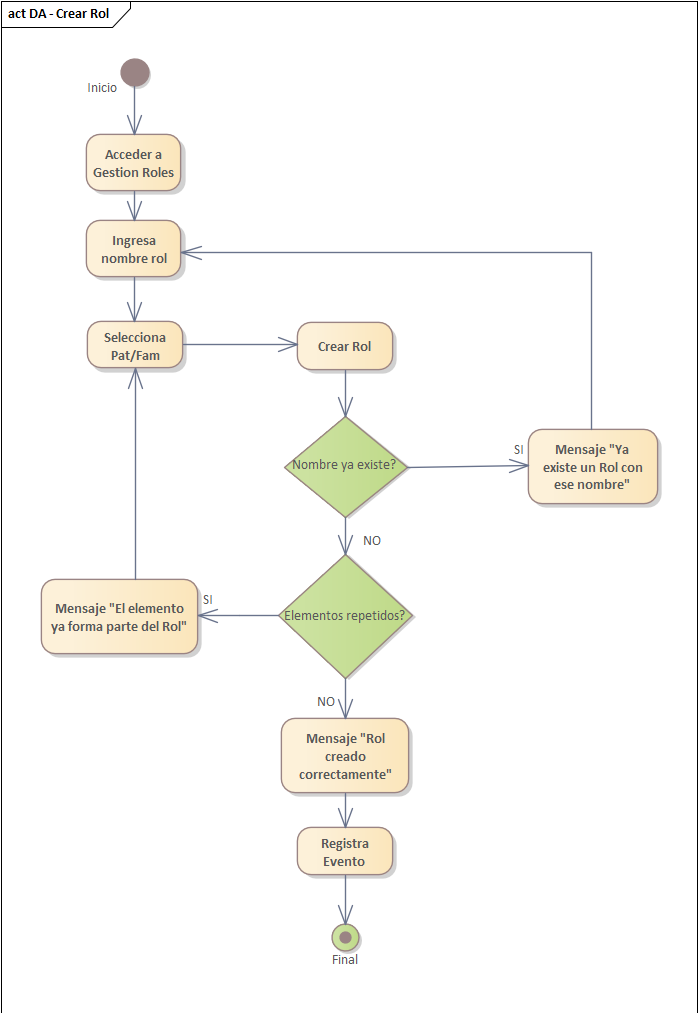 act DA - Crear Rol
Inicio
Acceder a
Gestion Roles
Ingresa
nombre rol
Selecciona
Pat/Fam
Crear Rol
Nombre ya existe?
SI
Mensaje "Ya
existe un Rol con
ese nombre"
NO
Elementos repetidos?
SI
Mensaje "El elemento
ya forma parte del Rol"
NO
Mensaje "Rol
creado
correctamente"
Registra
Evento
Final